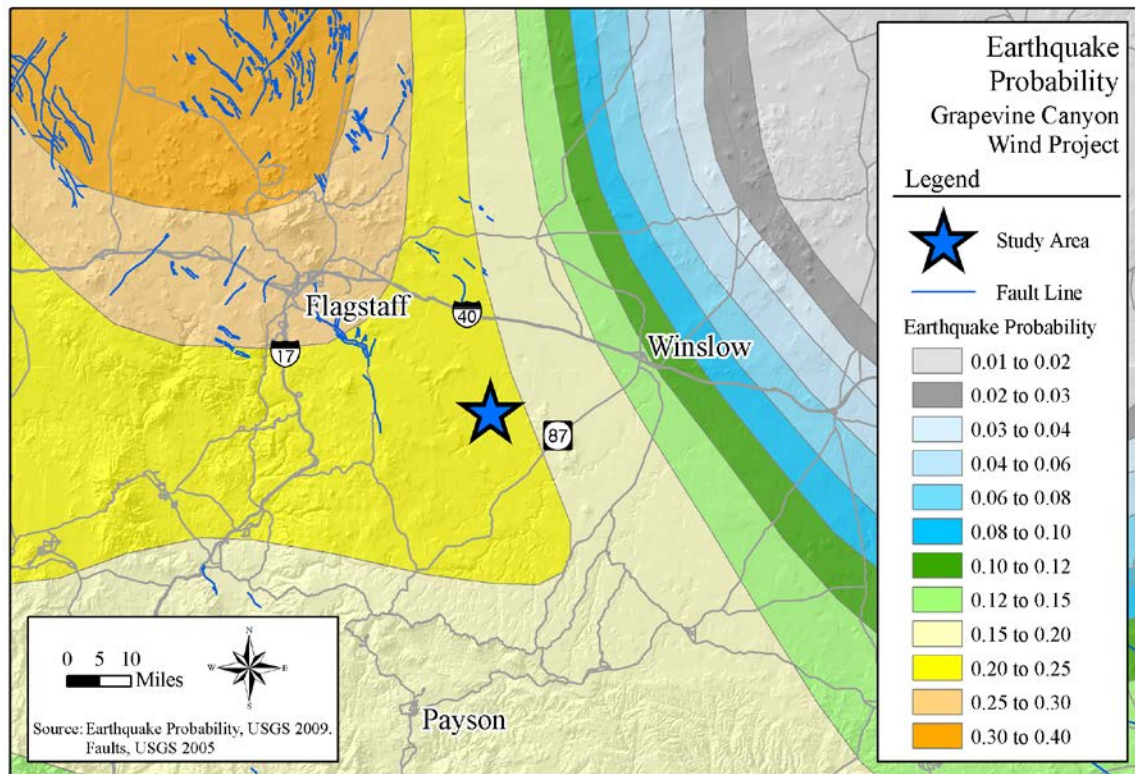 Earthquake
Probability
Grapevine Canyon
Wind Project
Legend
Study Area
Fault Line
Earthquake Probability
0.01 to 0.02
0.02 to 0.03
0.03 to 0.04
0.04 to 0.06
0.06 to 0.08
0.08 to 0.10
0.10 to 0.12
0.12 to 0.15
0.15 to 0.20
0.20 to 0.25
0.25 to 0.30
0.30 to 0.40
Flagstaff
40
17
Winslow
87
Payson
0 5 10
Miles
N
W E
S
Source: Earthquake Probability, USGS 2009.
Faults, USGS 2005